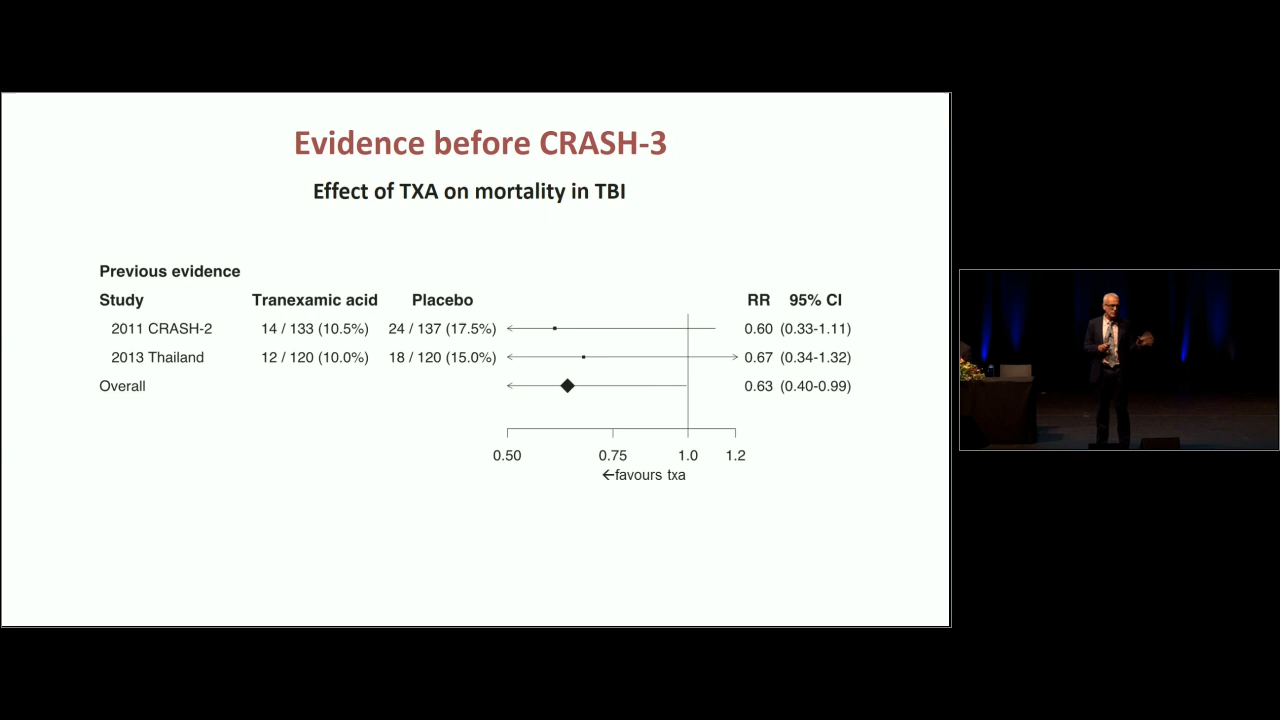 Evidence before CRASH-3
Effect of TXA on mortality in TBI
Previous evidence
Study Tranexamic acid Placebo RR 95% CI
2011 CRASH-2 14 / 133 (10.5%) 24 / 137 (17.5%) 0.60 (0.33-1.11)
2013 Thailand 12 / 120 (10.0%) 18 / 120 (15.0%) 0.67 (0.34-1.32)
Overall 0.63 (0.40-0.99)
0.50 0.75 1.0 1.2
←favours txa